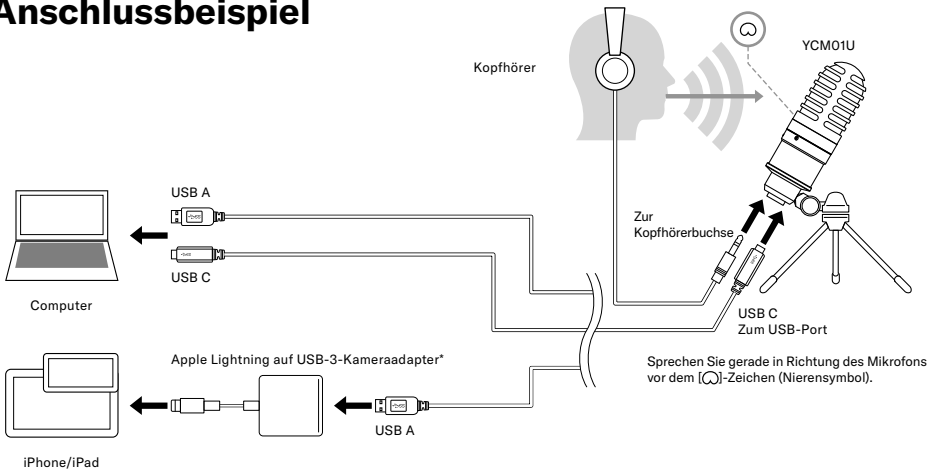 Anschlussbeispiel
Kopfhörer
YCM01U
USB A
USB C
Computer
Zur
Kopfhörerbuchse
USB C
Zum USB-Port
Apple Lightning auf USB-3-Kameraadapter*
USB A
iPhone/iPad
Sprechen Sie gerade in Richtung des Mikrofons
vor dem []-Zeichen (Nierensymbol).